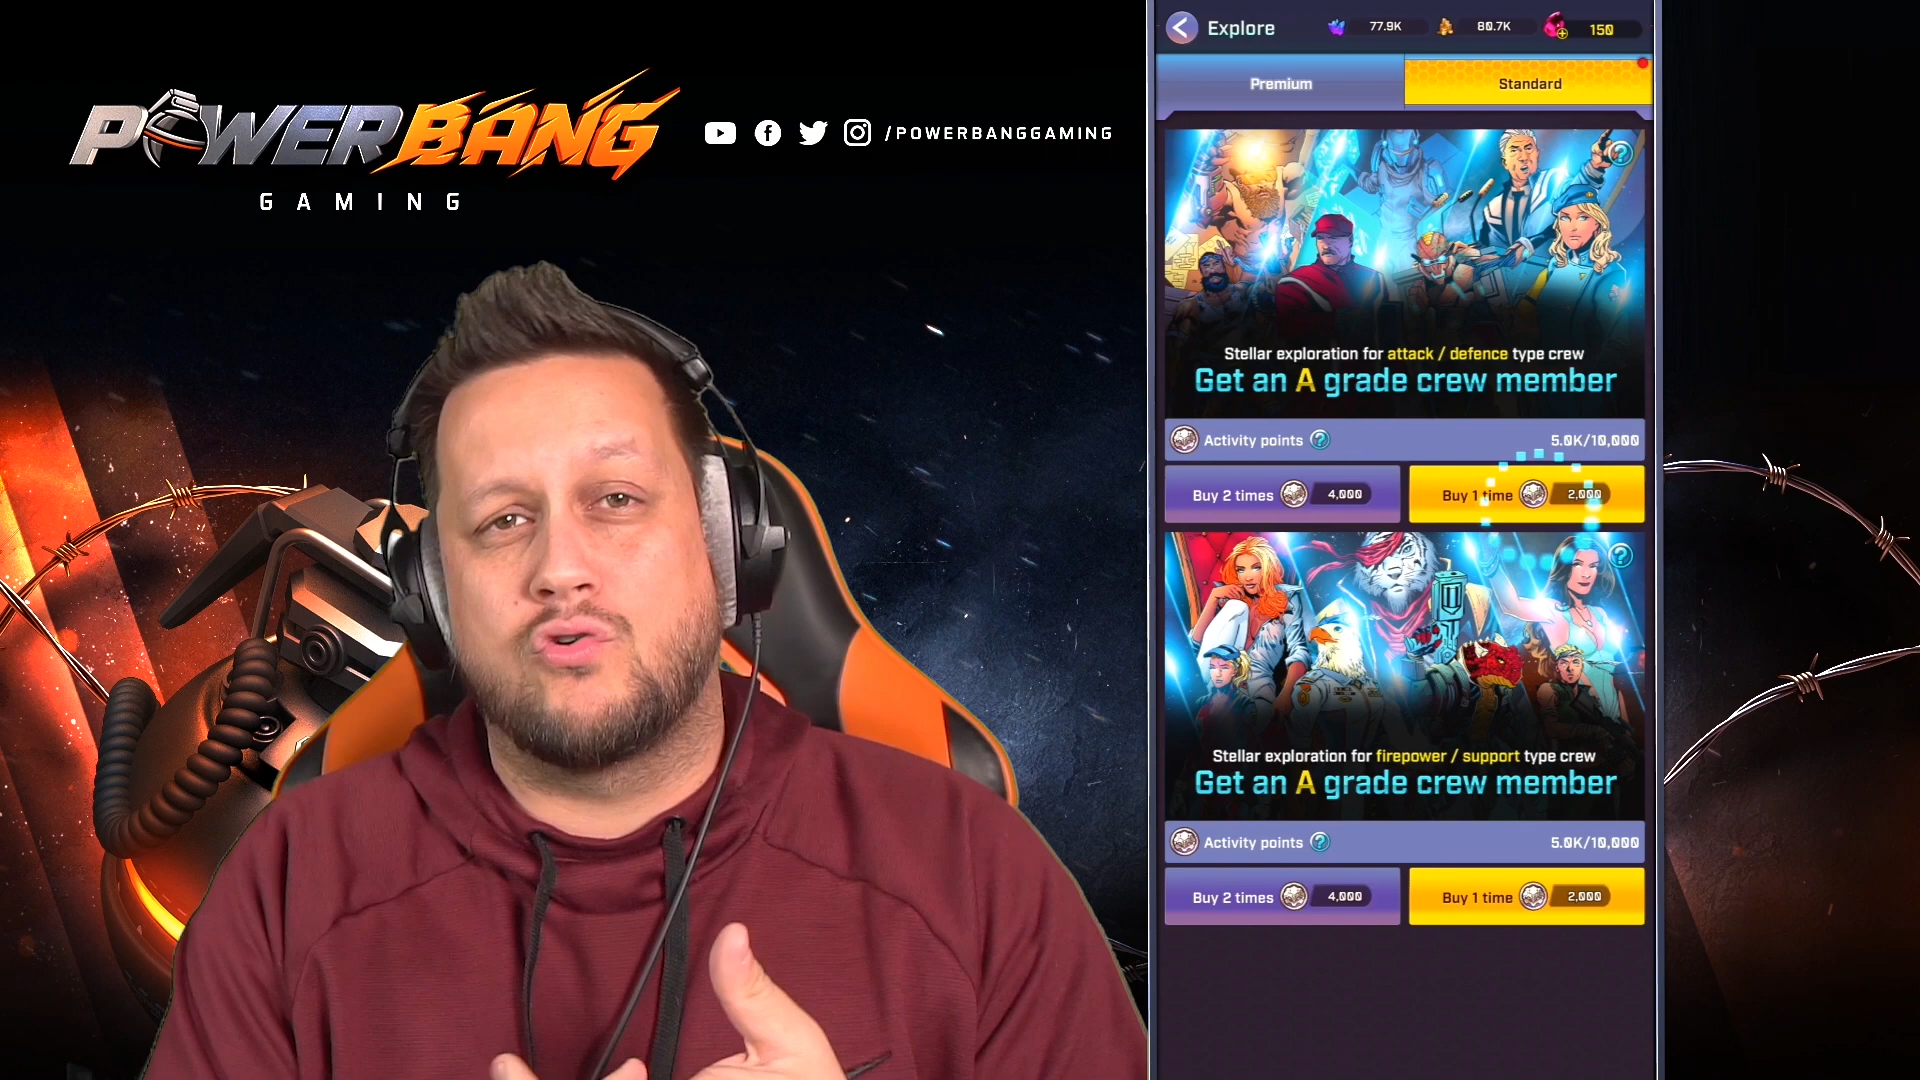 POWERBANG
GAMING
/POWERBANGGAMING
Explore
77.9K
80.7K
150
Premium
Standard
Stellar exploration for attack / defence type crew
Get an A grade crew member
Activity points ?
5.0K/10,000
Buy 2 times 4,000
Buy 1 time 2,000
Stellar exploration for firepower / support type crew
Get an A grade crew member
Activity points ?
5.0K/10,000
Buy 2 times 4,000
Buy 1 time 2,000